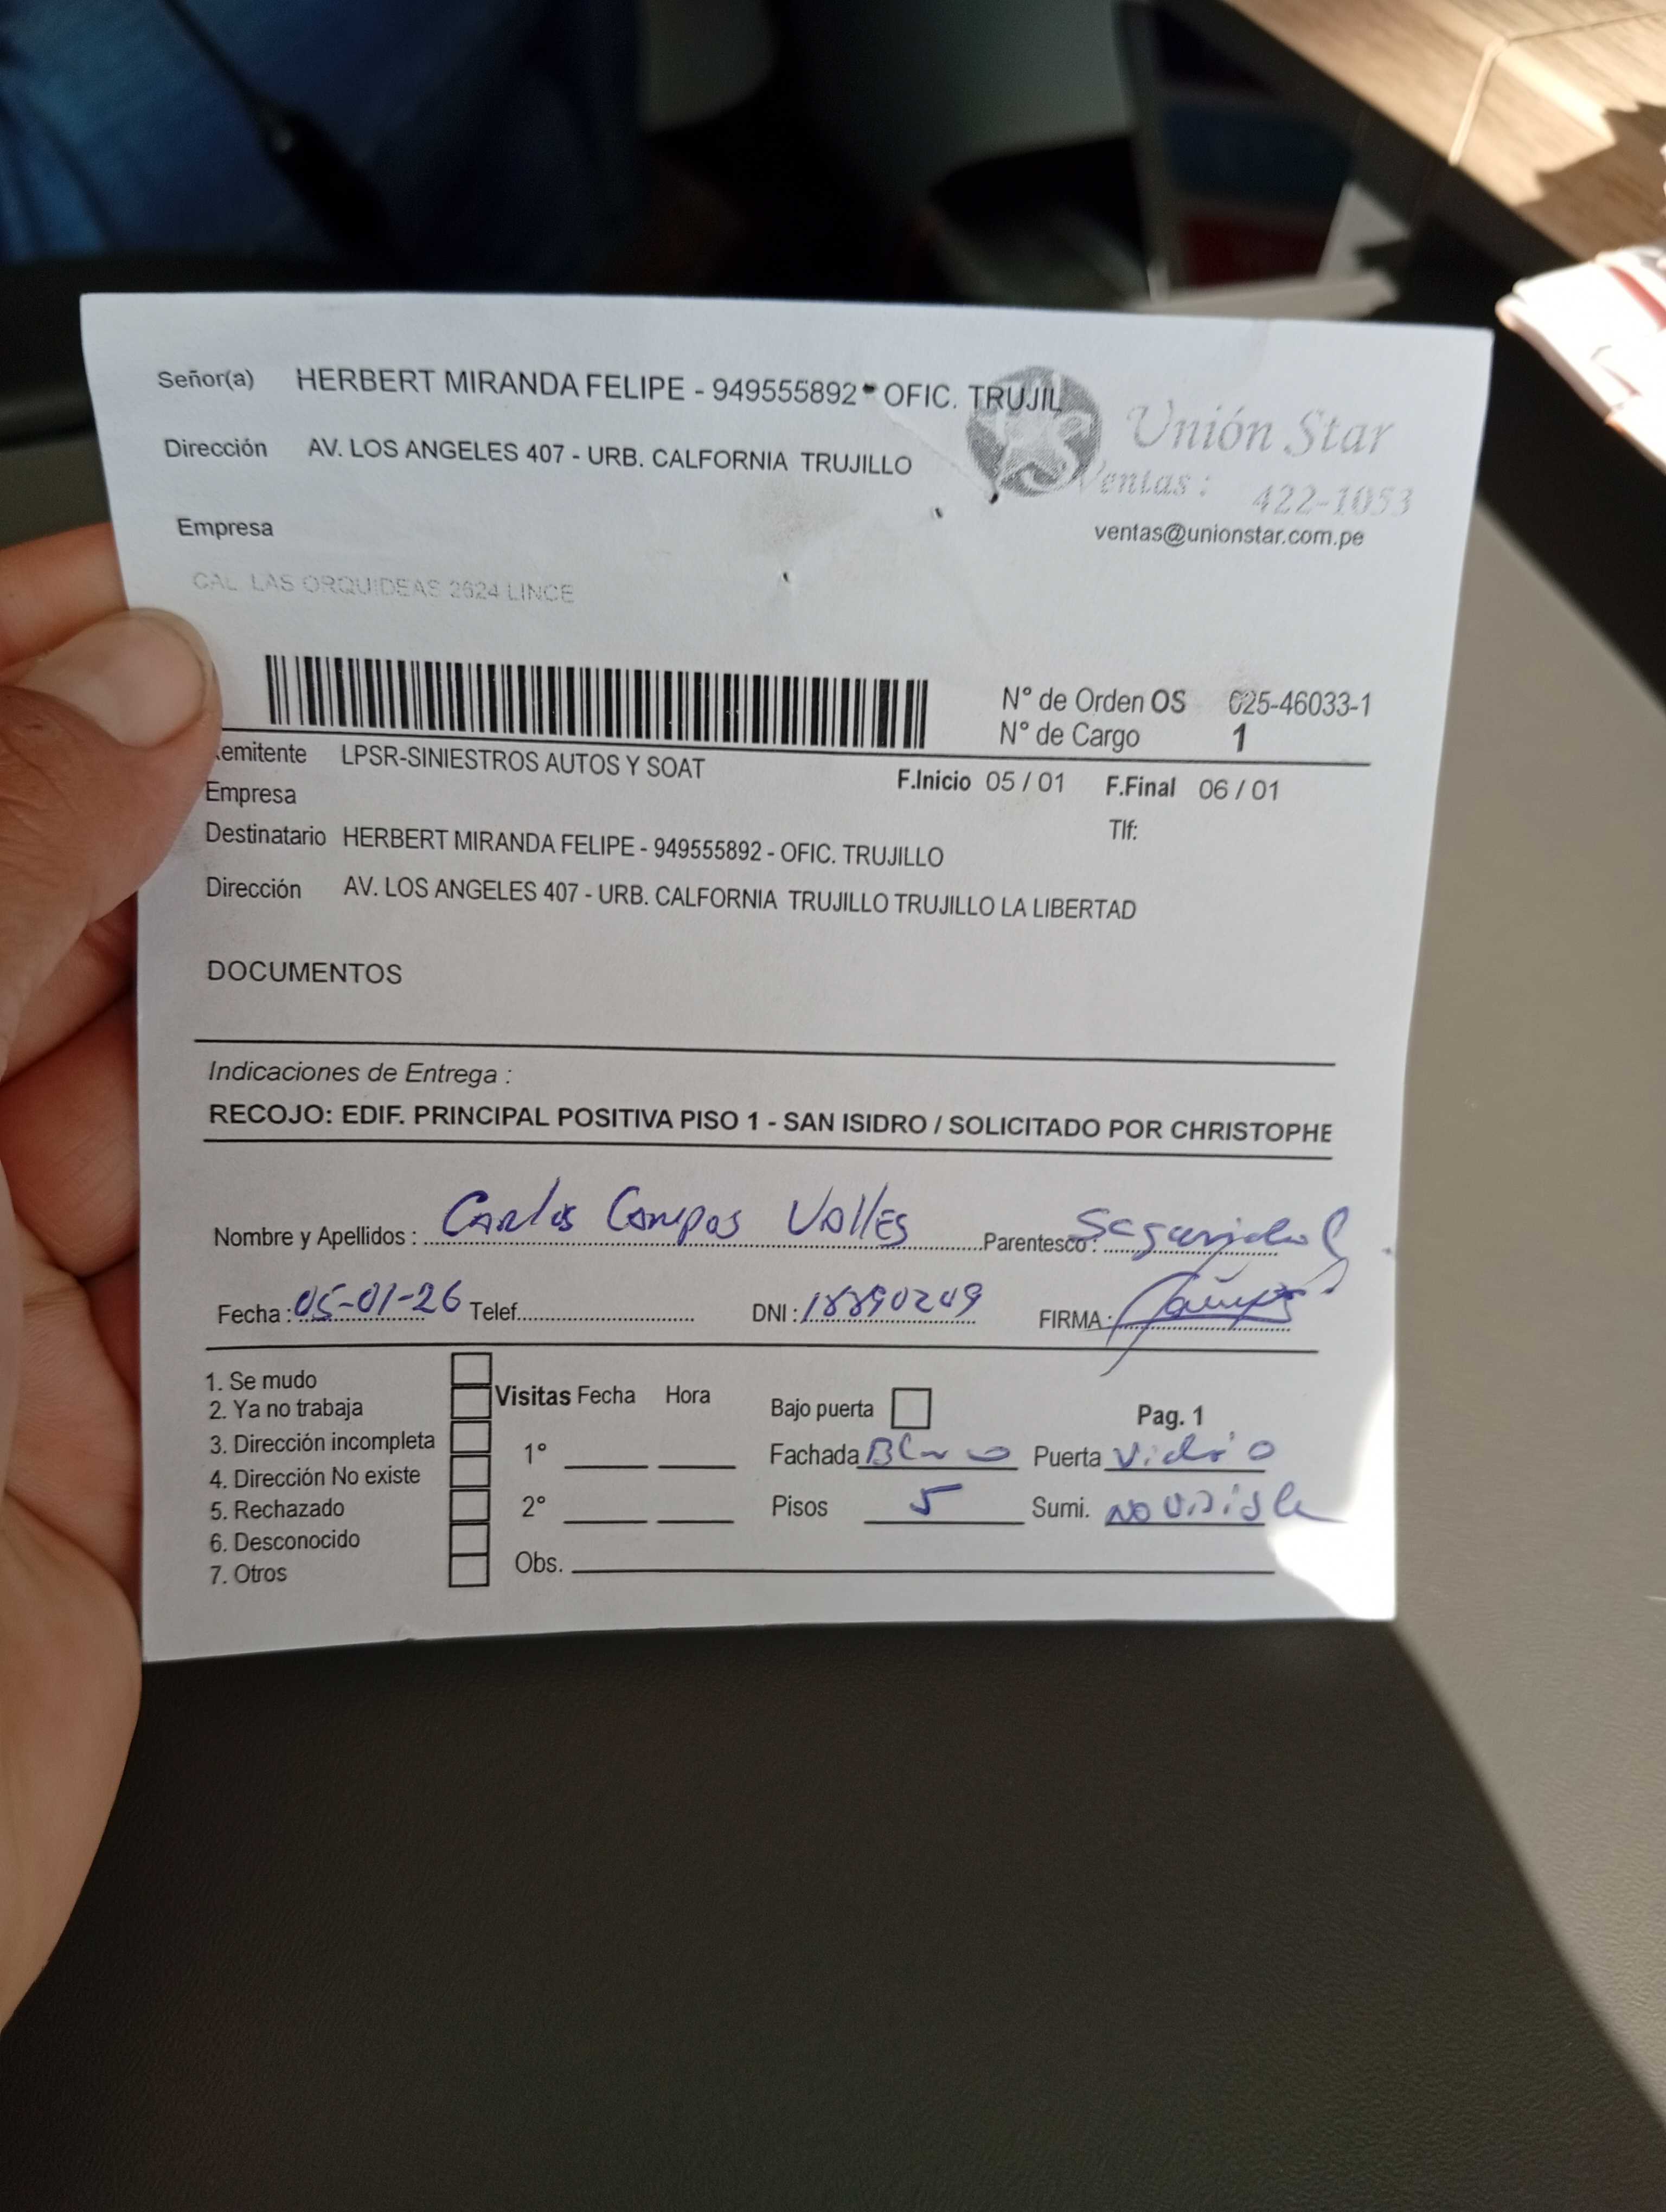 Señor(a) HERBERT MIRANDA FELIPE - 949555892 - OFIC. TRUJIL
Unión Star
Dirección AV. LOS ANGELES 407 - URB. CALFORNIA TRUJILLO
Ventas : 422-1053
Empresa
ventas@unionstar.com.pe
CAL. LAS ORQUIDEAS 2624 LINCE
N° de Orden OS 025-46033-1
N° de Cargo 1
emitente LPSR-SINIESTROS AUTOS Y SOAT
F.Inicio 05 / 01 F.Final 06 / 01
Empresa
Tlf:
Destinatario HERBERT MIRANDA FELIPE - 949555892 - OFIC. TRUJILLO
Dirección AV. LOS ANGELES 407 - URB. CALFORNIA TRUJILLO TRUJILLO LA LIBERTAD
DOCUMENTOS
Indicaciones de Entrega :
RECOJO: EDIF. PRINCIPAL POSITIVA PISO 1 - SAN ISIDRO / SOLICITADO POR CHRISTOPHE
Nombre y Apellidos : Carlos Campos Valles Parentesco :
Fecha : 05-01-26 Telef. DNI : 18890249 FIRMA :
1. Se mudo
2. Ya no trabaja
3. Dirección incompleta
4. Dirección No existe
5. Rechazado
6. Desconocido
7. Otros
Visitas Fecha Hora
1°
2°
Obs.
Bajo puerta Pag. 1
Fachada Puerta Vidrio
Pisos 5 Sumi. No visible